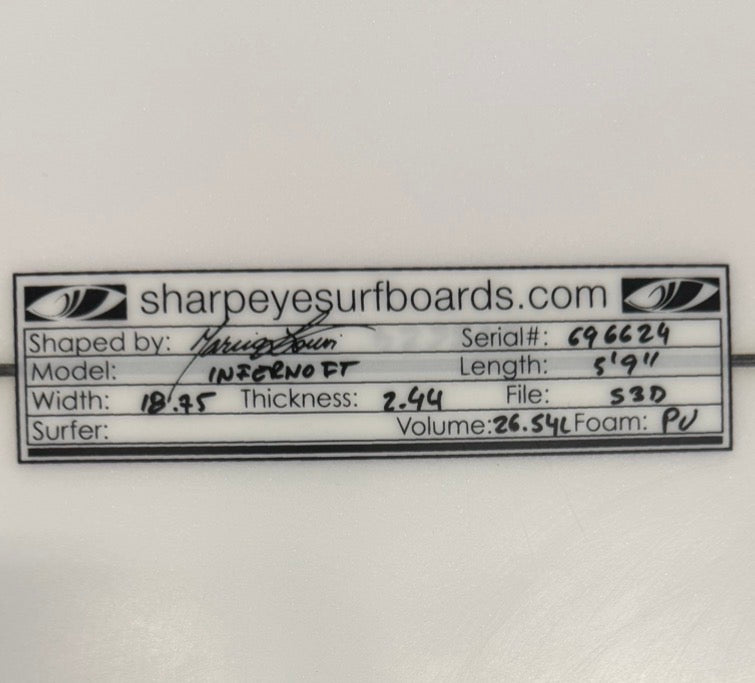 sharpeyesurfboards.com
Shaped by: Serial#: 696624
Model: INFERNO FT Length: 5'9"
Width: 18.75 Thickness: 2.44 File: S3D
Surfer: Volume: 26.54L Foam: PU